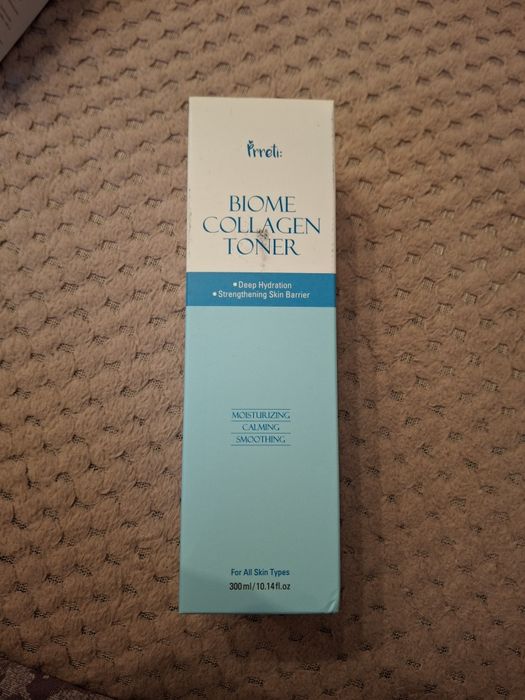 Prreti:
BIOME
COLLAGEN
TONER
• Deep Hydration
• Strengthening Skin Barrier
MOISTURIZING
CALMING
SMOOTHING
For All Skin Types
300ml/10.14fl.oz